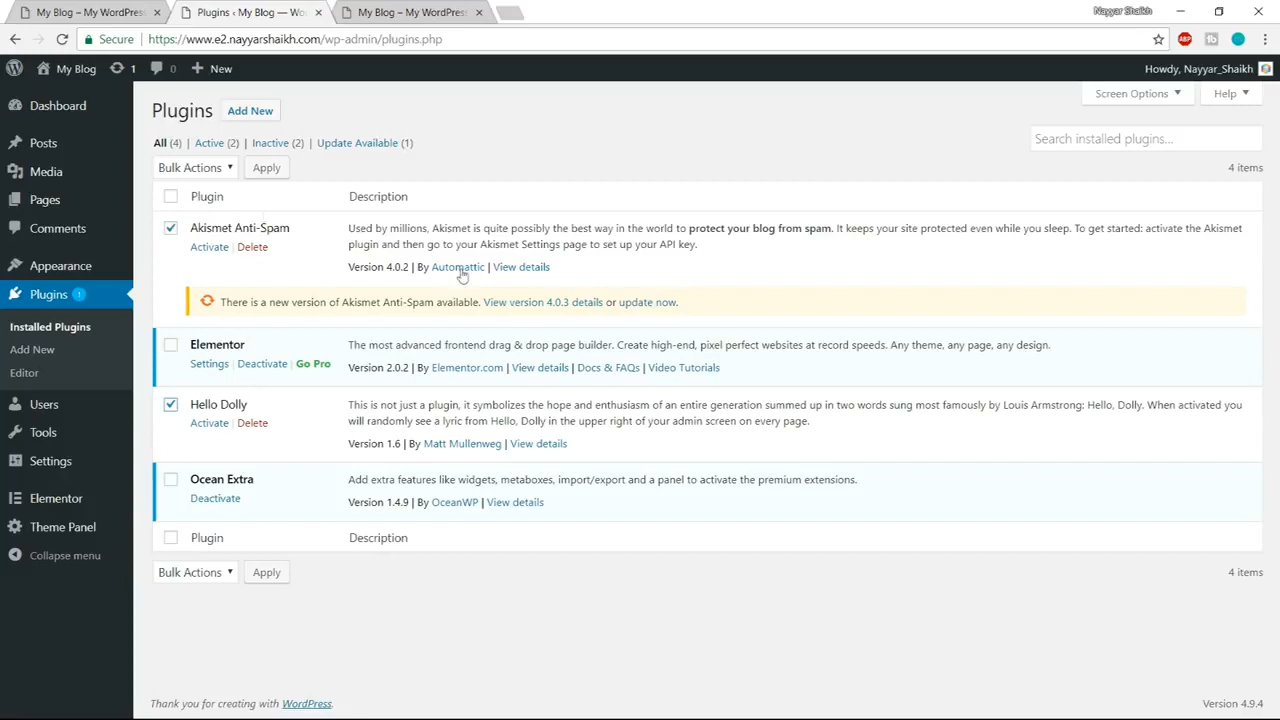 My Blog – My WordPress
Plugins ‹ My Blog — Wo
My Blog – My WordPress
Nayyar Shaikh
Secure
https://www.e2.nayyarshaikh.com/wp-admin/plugins.php
ABP
My Blog
1
0
New
Howdy, Nayyar_Shaikh
Dashboard
Posts
Media
Pages
Comments
Appearance
Plugins 1
Installed Plugins
Add New
Editor
Users
Tools
Settings
Elementor
Theme Panel
Collapse menu
Screen Options
Help
Plugins
Add New
All (4) | Active (2) | Inactive (2) | Update Available (1)
Search installed plugins...
Bulk Actions
Apply
4 items
Plugin
Description
Akismet Anti-Spam
Activate | Delete
Used by millions, Akismet is quite possibly the best way in the world to protect your blog from spam. It keeps your site protected even while you sleep. To get started: activate the Akismet
plugin and then go to your Akismet Settings page to set up your API key.
Version 4.0.2 | By Automattic | View details
There is a new version of Akismet Anti-Spam available. View version 4.0.3 details or update now.
Elementor
Settings | Deactivate | Go Pro
The most advanced frontend drag & drop page builder. Create high-end, pixel perfect websites at record speeds. Any theme, any page, any design.
Version 2.0.2 | By Elementor.com | View details | Docs & FAQs | Video Tutorials
Hello Dolly
Activate | Delete
This is not just a plugin, it symbolizes the hope and enthusiasm of an entire generation summed up in two words sung most famously by Louis Armstrong: Hello, Dolly. When activated you
will randomly see a lyric from Hello, Dolly in the upper right of your admin screen on every page.
Version 1.6 | By Matt Mullenweg | View details
Ocean Extra
Deactivate
Add extra features like widgets, metaboxes, import/export and a panel to activate the premium extensions.
Version 1.4.9 | By OceanWP | View details
Plugin
Description
Bulk Actions
Apply
4 items
Thank you for creating with WordPress.
Version 4.9.4